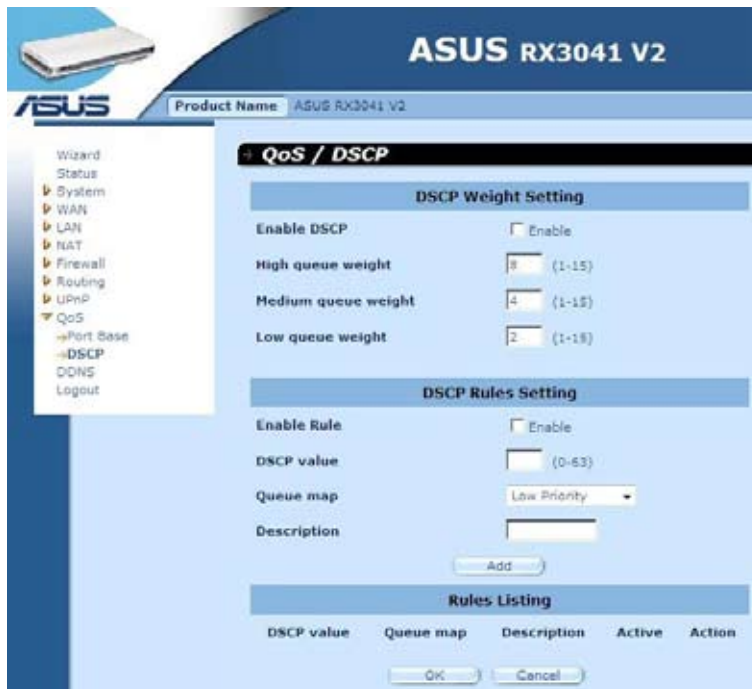 ASUS RX3041 V2
ASUS
Product Name ASUS RX3041 V2
Wizard
Status
System
WAN
LAN
NAT
Firewall
Routing
UPnP
QoS
Port Base
DSCP
DDNS
Logout
QoS / DSCP
DSCP Weight Setting
Enable DSCP Enable
High queue weight 8 (1-15)
Medium queue weight 4 (1-15)
Low queue weight 2 (1-15)
DSCP Rules Setting
Enable Rule Enable
DSCP value (0-63)
Queue map Low Priority
Description
Add
Rules Listing
DSCP value Queue map Description Active Action
OK Cancel